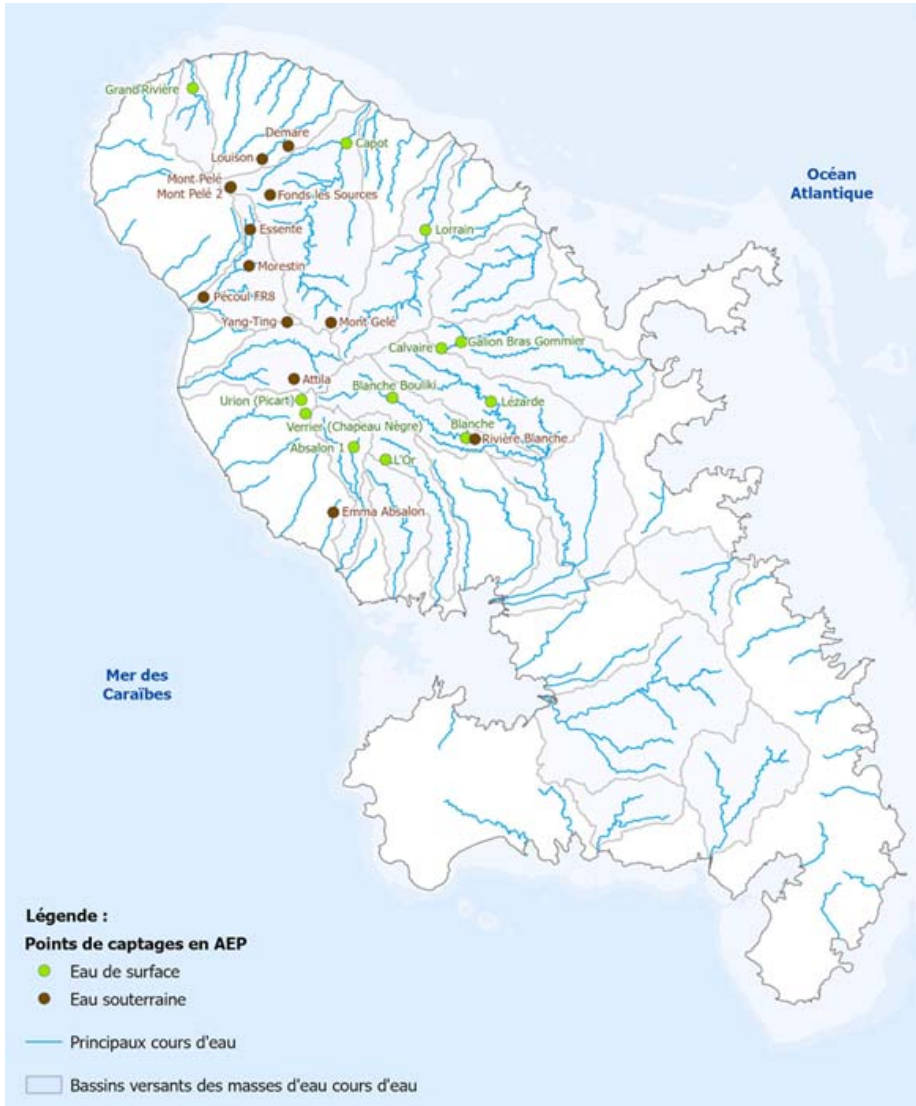 Grand Rivière
Demare
Capot
Louison
Océan
Atlantique
Mont Pelé
Mont Pelé 2
Fonds les Sources
Essente
Lorrain
Morestin
Pécoul FR8
Yang-Ting
Mont Gelé
Galion Bras Gommier
Calvaire
Attila
Blanche Bouliki
Urion (Picart)
Lézarde
Verrier (Chapeau Nègre)
Blanche
Rivière Blanche
Absalon 1
L'Or
Emma Absalon
Mer des
Caraïbes
Légende :
Points de captages en AEP
Eau de surface
Eau souterraine
Principaux cours d'eau
Bassins versants des masses d'eau cours d'eau